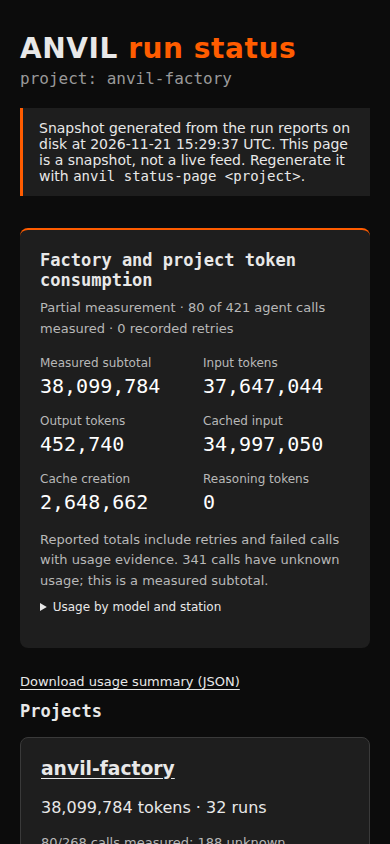 ANVIL run status
project: anvil-factory
Snapshot generated from the run reports on
disk at 2026-11-21 15:29:37 UTC. This page
is a snapshot, not a live feed. Regenerate it
with anvil status-page <project>.
Factory and project token
consumption
Partial measurement · 80 of 421 agent calls
measured · 0 recorded retries
Measured subtotal
38,099,784
Input tokens
37,647,044
Output tokens
452,740
Cached input
34,997,050
Cache creation
2,648,662
Reasoning tokens
0
Reported totals include retries and failed calls
with usage evidence. 341 calls have unknown
usage; this is a measured subtotal.
▶ Usage by model and station
Download usage summary (JSON)
Projects
anvil-factory
38,099,784 tokens · 32 runs
80/268 calls measured; 188 unknown